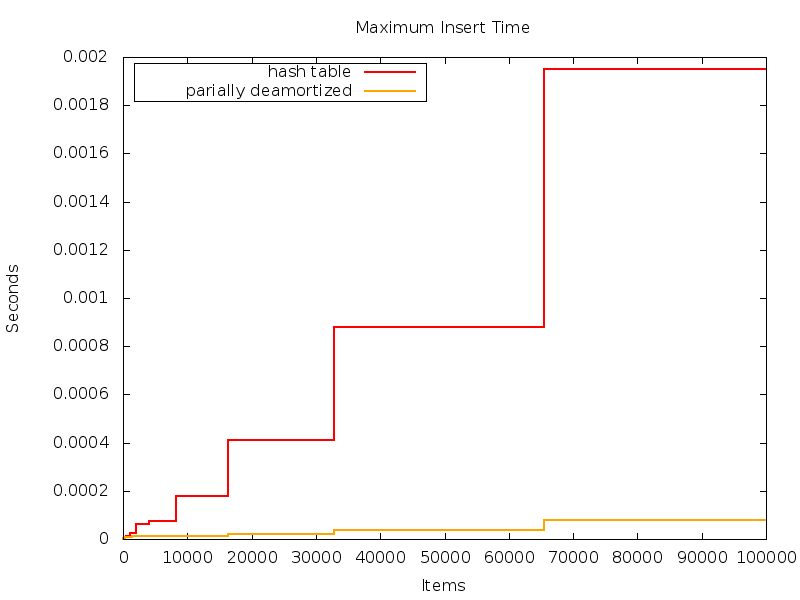 Maximum Insert Time
0.002
0.0018
0.0016
0.0014
0.0012
0.001
0.0008
0.0006
0.0004
0.0002
0
hash table
parially deamortized
Seconds
0 10000 20000 30000 40000 50000 60000 70000 80000 90000 100000
Items